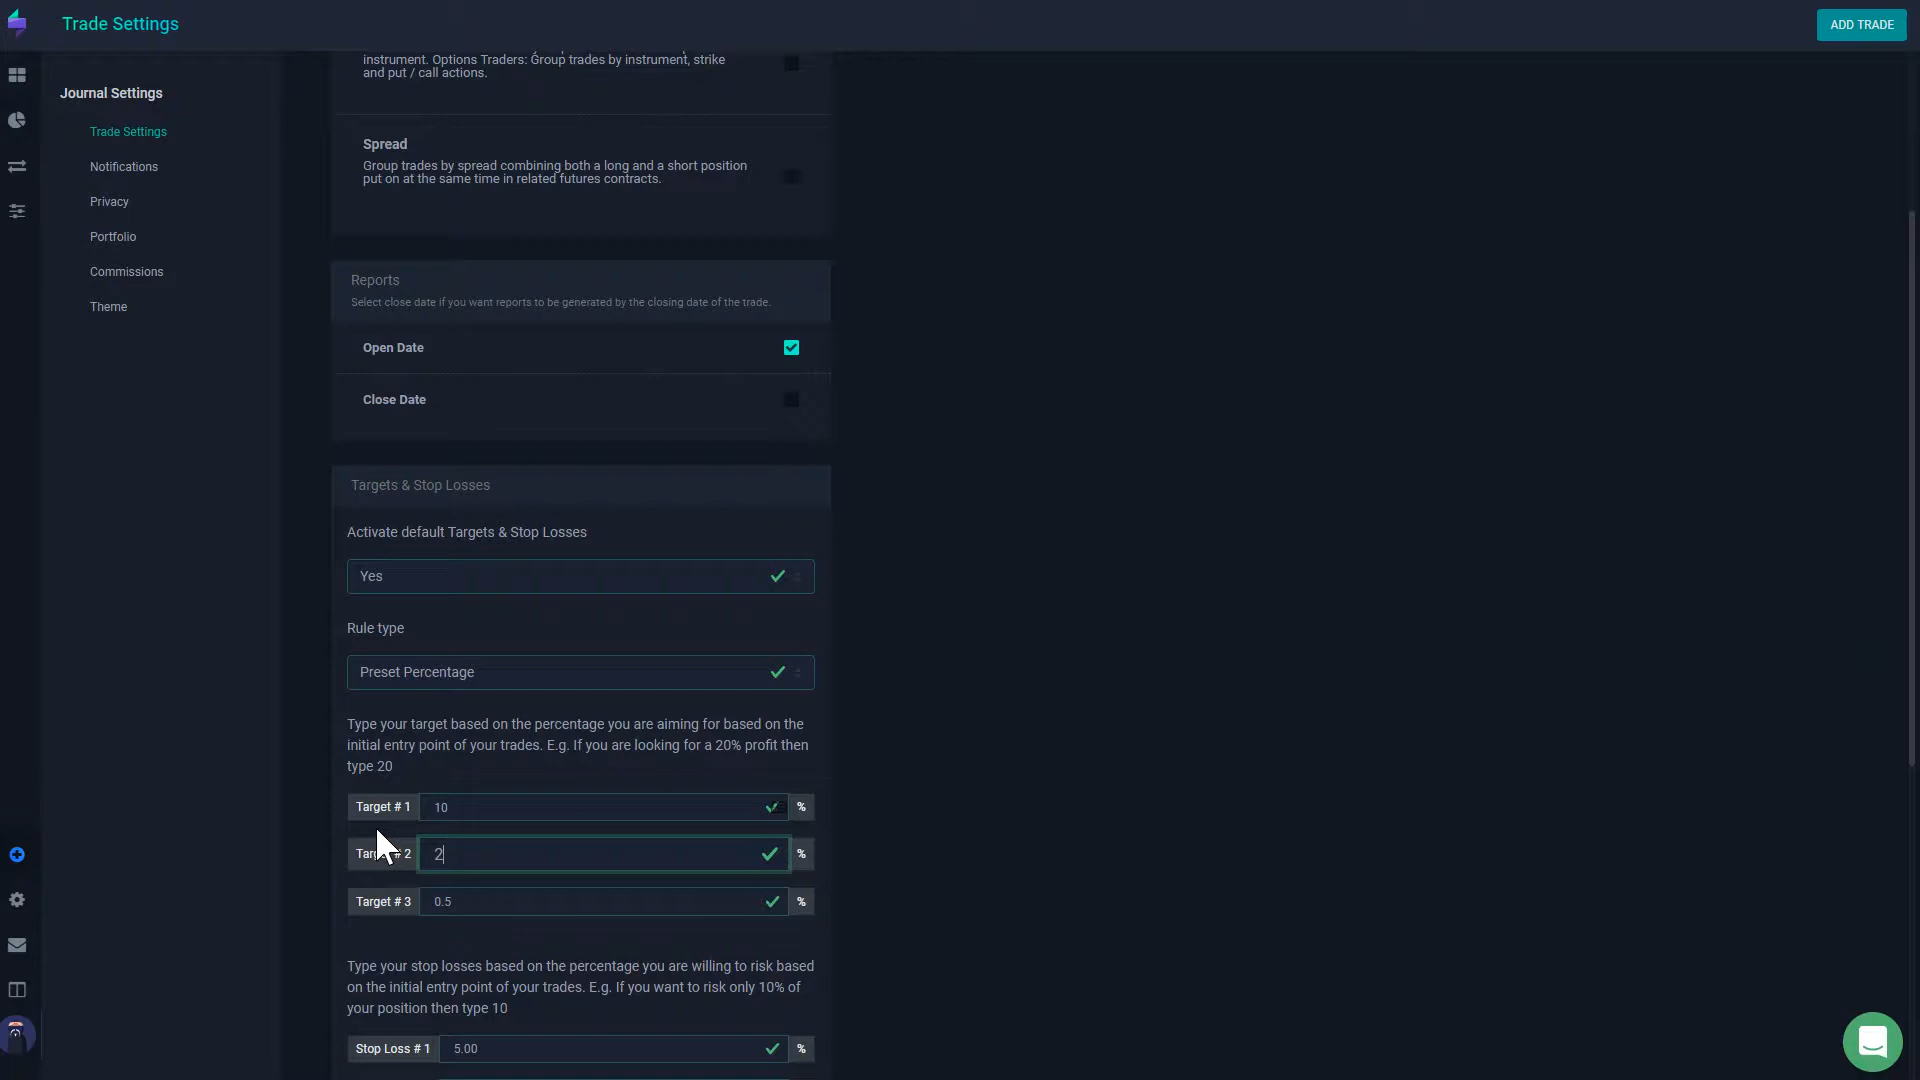 Trade Settings
ADD TRADE
Journal Settings
Trade Settings
Notifications
Privacy
Portfolio
Commissions
Theme
instrument. Options Traders: Group trades by instrument, strike
and put / call actions.
Spread
Group trades by spread combining both a long and a short position
put on at the same time in related futures contracts.
Reports
Select close date if you want reports to be generated by the closing date of the trade.
Open Date
Close Date
Targets & Stop Losses
Activate default Targets & Stop Losses
Yes
Rule type
Preset Percentage
Type your target based on the percentage you are aiming for based on the
initial entry point of your trades. E.g. If you are looking for a 20% profit then
type 20
Target # 1 10 %
Target # 2 2 %
Target # 3 0.5 %
Type your stop losses based on the percentage you are willing to risk based
on the initial entry point of your trades. E.g. If you want to risk only 10% of
your position then type 10
Stop Loss # 1 5.00 %